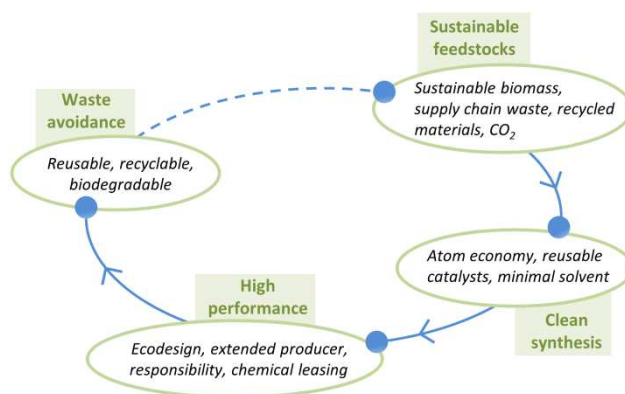 Sustainable
feedstocks
Sustainable biomass,
supply chain waste, recycled
materials, CO₂
Waste
avoidance
Reusable, recyclable,
biodegradable
Atom economy, reusable
catalysts, minimal solvent
Clean
synthesis
High
performance
Ecodesign, extended producer,
responsibility, chemical leasing